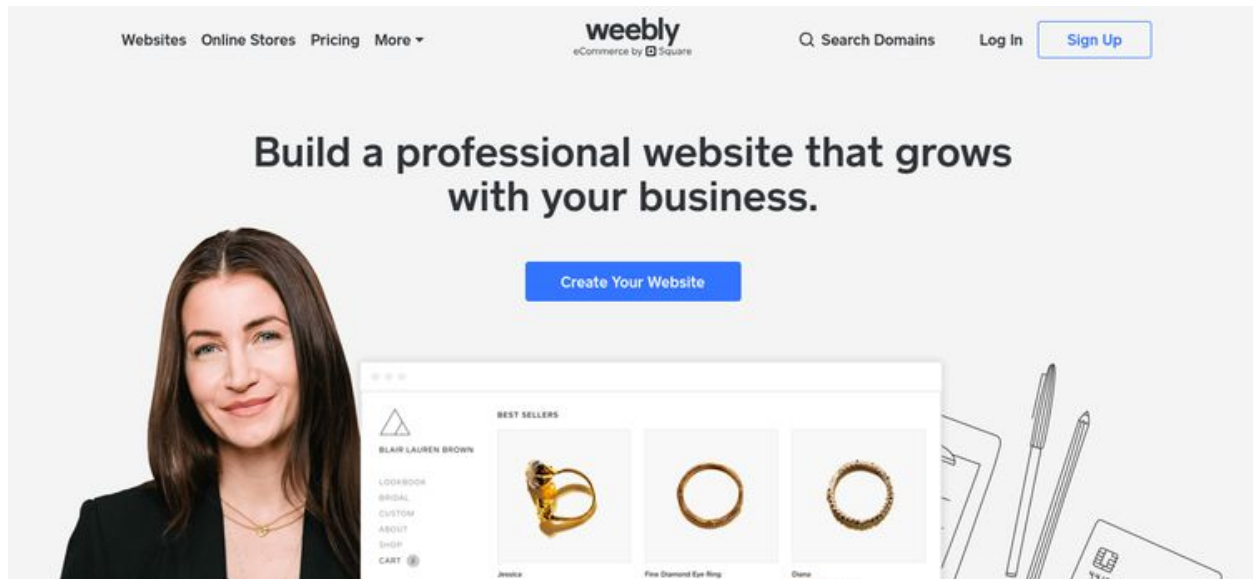 Websites Online Stores Pricing More
weebly
eCommerce by Square
Search Domains
Log In
Sign Up
Build a professional website that grows
with your business.
Create Your Website
BLAIR LAUREN BROWN
LOOKBOOK
BRIDAL
CUSTOM
ABOUT
SHOP
CART
BEST SELLERS
Jessica
Fine Diamond Eye Ring
Diana